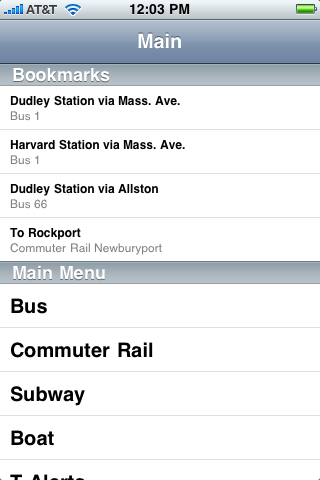 AT&T 12:03 PM
Main
Bookmarks
Dudley Station via Mass. Ave.
Bus 1
Harvard Station via Mass. Ave.
Bus 1
Dudley Station via Allston
Bus 66
To Rockport
Commuter Rail Newburyport
Main Menu
Bus
Commuter Rail
Subway
Boat
T Alerts